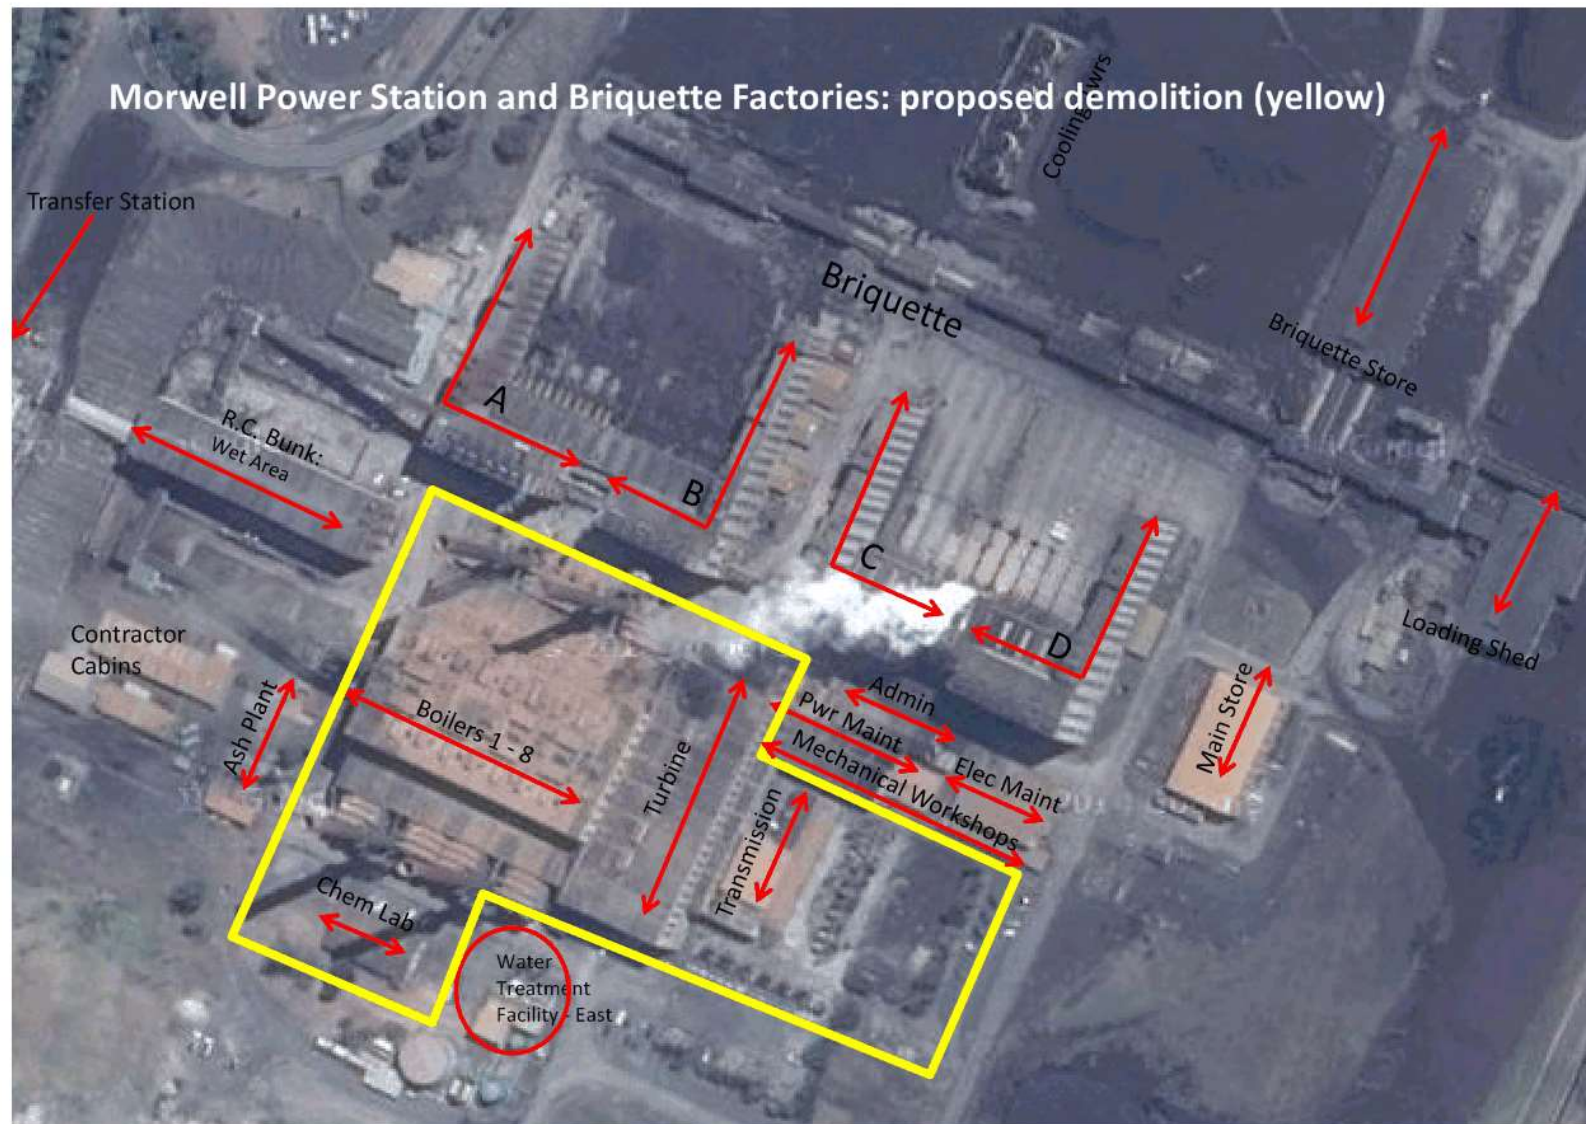 Morwell Power Station and Briquette Factories: proposed demolition (yellow)
Transfer Station
Briquette
Briquette Store
A
R.C. Bunk:
Wet Area
B
C
D
Loading Shed
Contractor
Cabins
Ash Plant
Boilers 1 - 8
Turbine
Admin
Pwr Maint
Elec Maint
Mechanical Workshops
Main Store
Transmission
Chem Lab
Water
Treatment
Facility - East